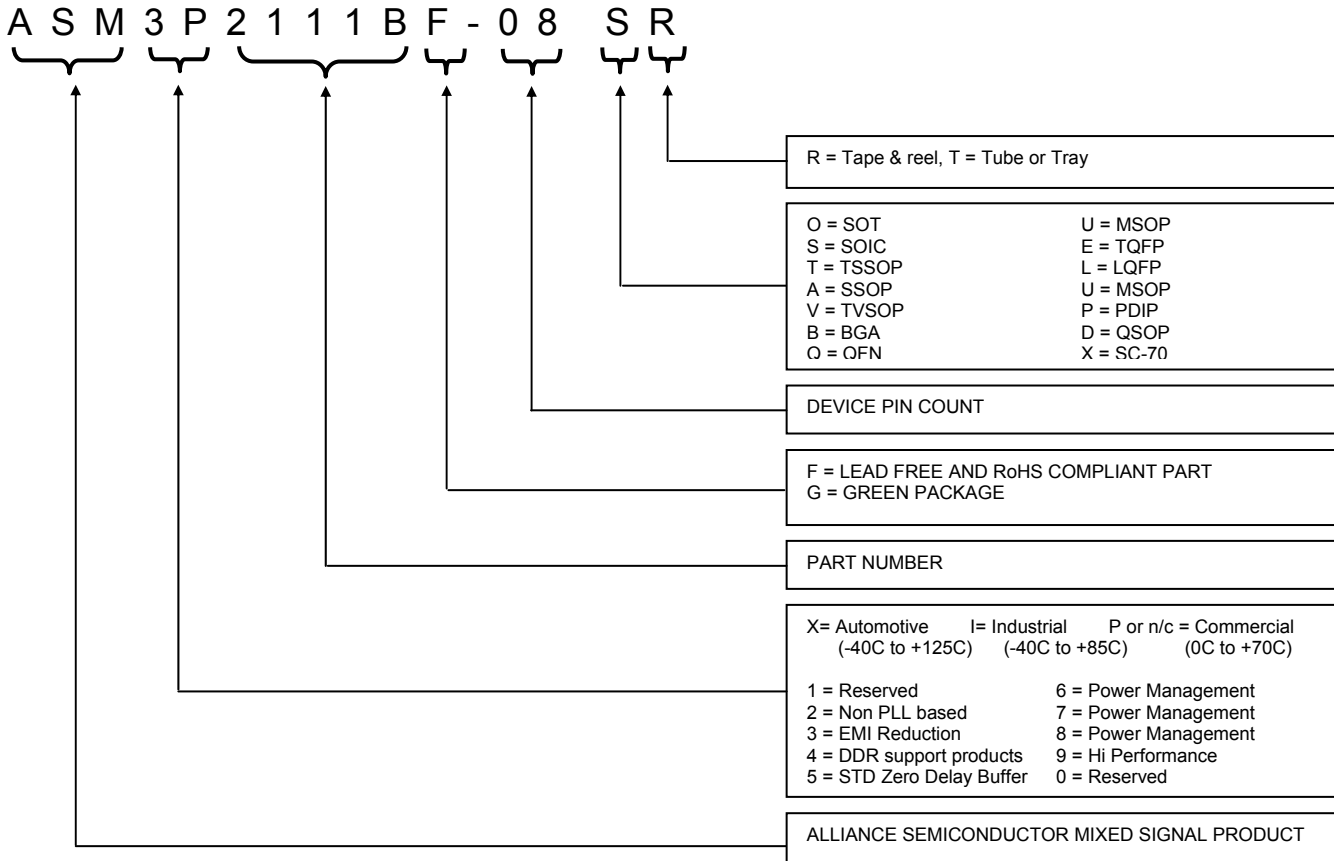 A S M 3 P 2 1 1 1 B F - 0 8 S R
R = Tape & reel, T = Tube or Tray
O = SOT U = MSOP
S = SOIC E = TQFP
T = TSSOP L = LQFP
A = SSOP U = MSOP
V = TVSOP P = PDIP
B = BGA D = QSOP
Q = QFN X = SC-70
DEVICE PIN COUNT
F = LEAD FREE AND RoHS COMPLIANT PART
G = GREEN PACKAGE
PART NUMBER
X= Automotive I= Industrial P or n/c = Commercial
(-40C to +125C) (-40C to +85C) (0C to +70C)
1 = Reserved 6 = Power Management
2 = Non PLL based 7 = Power Management
3 = EMI Reduction 8 = Power Management
4 = DDR support products 9 = Hi Performance
5 = STD Zero Delay Buffer 0 = Reserved
ALLIANCE SEMICONDUCTOR MIXED SIGNAL PRODUCT